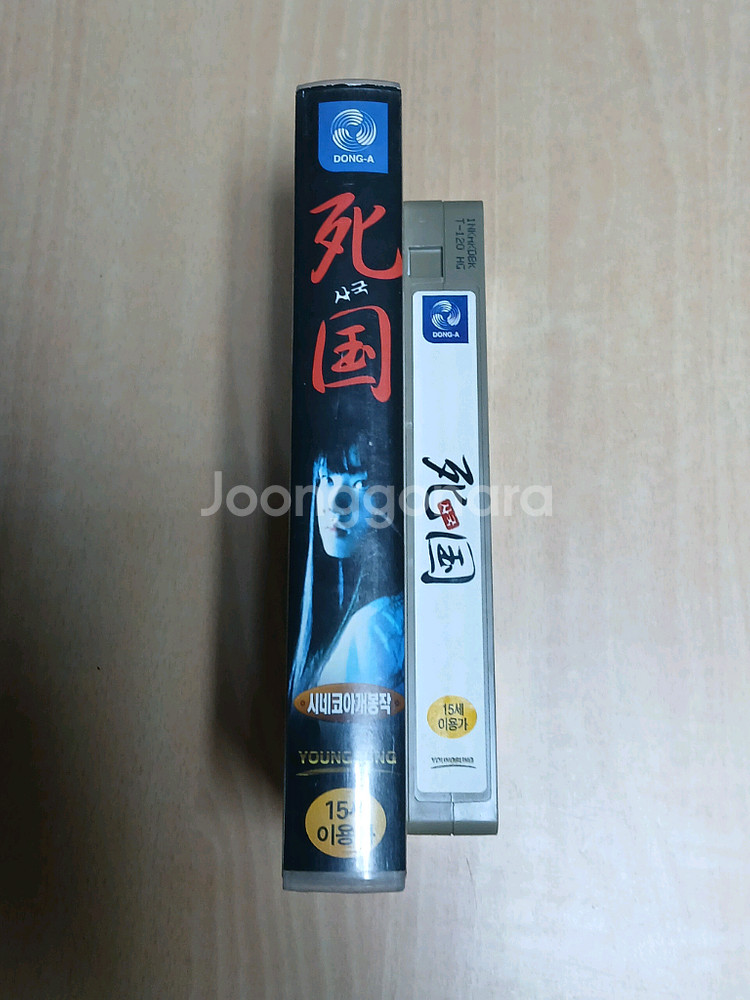 DONG-A
死
사국
国
시네코아개봉작
YOUNG
15세
이용가
T-120 HG
DONG-A
死
사국
国
15세
이용가
YOUNGSUNG
Joonggonara